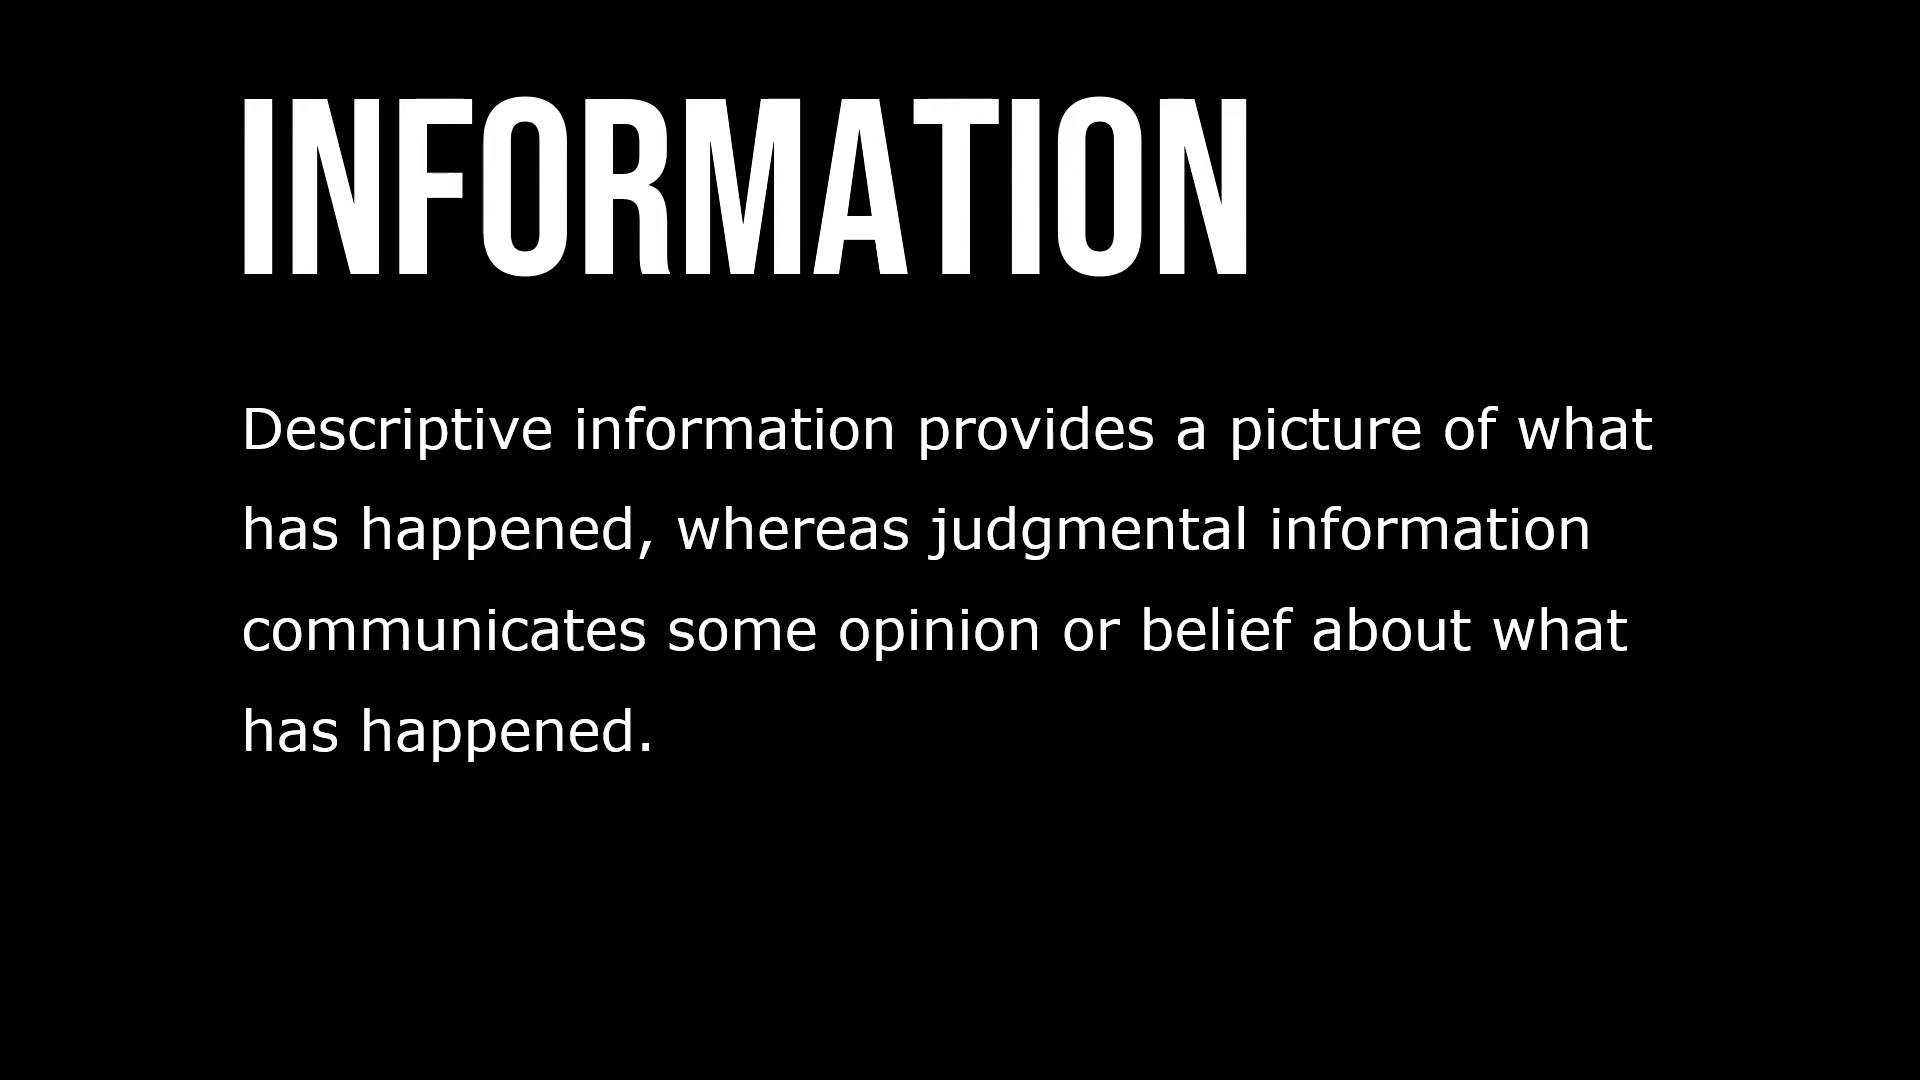 INFORMATION
Descriptive information provides a picture of what
has happened, whereas judgmental information
communicates some opinion or belief about what
has happened.